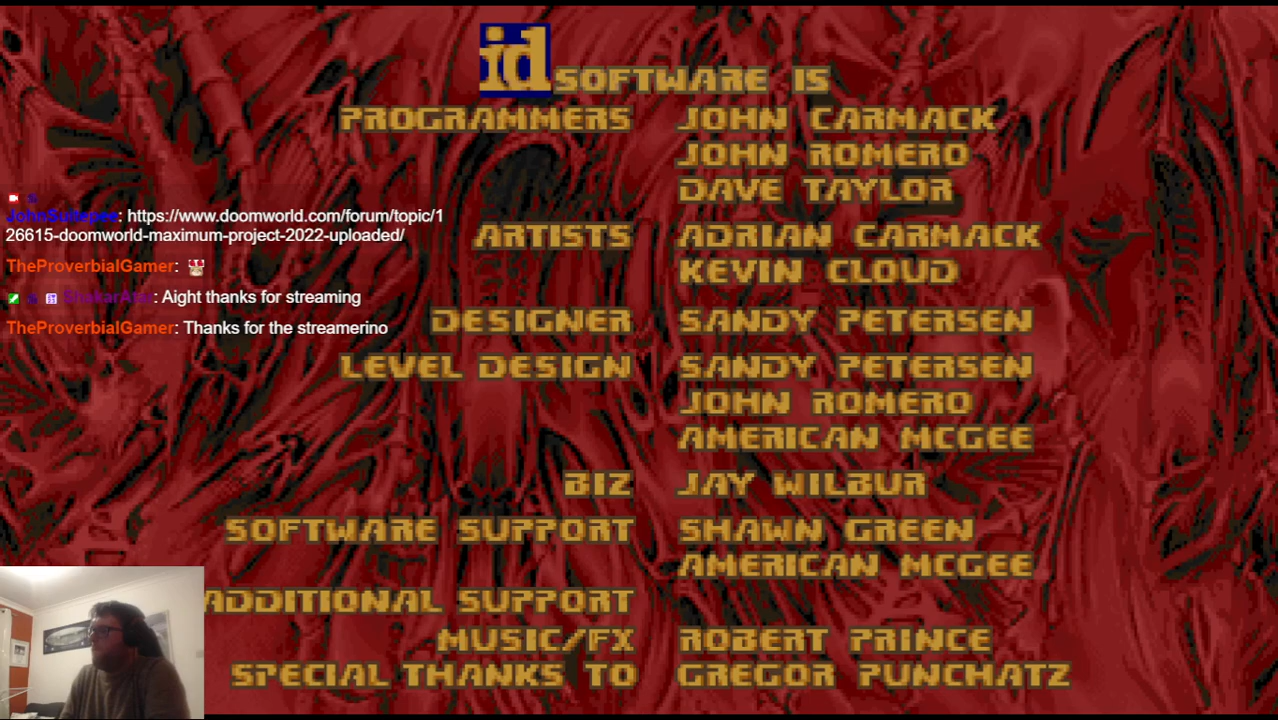 id SOFTWARE IS
PROGRAMMERS JOHN CARMACK
JOHN ROMERO
DAVE TAYLOR
ARTISTS ADRIAN CARMACK
KEVIN CLOUD
DESIGNER SANDY PETERSEN
LEVEL DESIGN SANDY PETERSEN
JOHN ROMERO
AMERICAN MCGEE
BIZ JAY WILBUR
SOFTWARE SUPPORT SHAWN GREEN
AMERICAN MCGEE
ADDITIONAL SUPPORT
MUSIC/FX ROBERT PRINCE
SPECIAL THANKS TO GREGOR PUNCHATZ
JohnSuitepee: https://www.doomworld.com/forum/topic/1
26615-doomworld-maximum-project-2022-uploaded/
TheProverbialGamer:
ShakarAtar: Aight thanks for streaming
TheProverbialGamer: Thanks for the streamerino